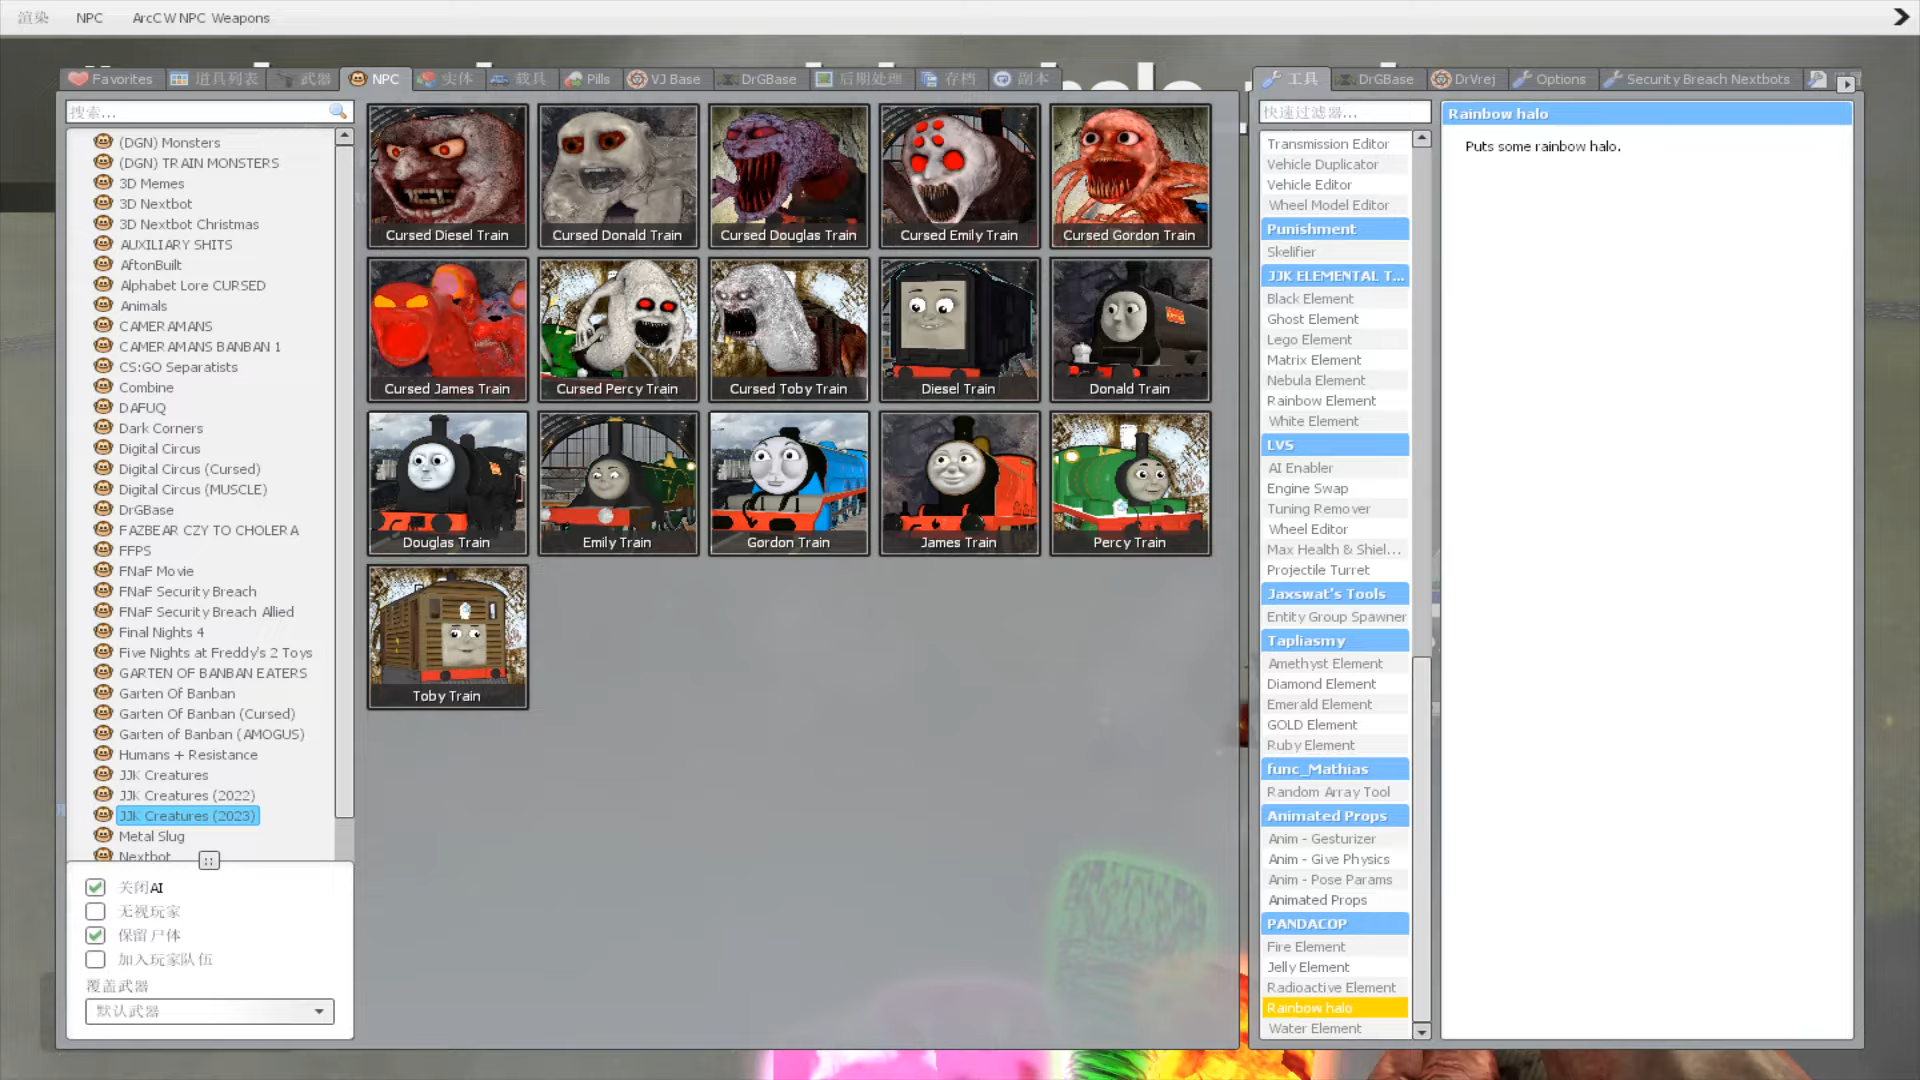 渲染 NPC ArcCW NPC Weapons
Favorites 道具列表 武器 NPC 实体 载具 Pills VJ Base DrGBase 后期处理 存档 副本
搜索...
(DGN) Monsters
(DGN) TRAIN MONSTERS
3D Memes
3D Nextbot
3D Nextbot Christmas
AUXILIARY SHITS
AftonBuilt
Alphabet Lore CURSED
Animals
CAMERAMANS
CAMERAMANS BANBAN 1
CS:GO Separatists
Combine
DAFUQ
Dark Corners
Digital Circus
Digital Circus (Cursed)
Digital Circus (MUSCLE)
DrGBase
FAZBEAR CZY TO CHOLERA
FFPS
FNaF Movie
FNaF Security Breach
FNaF Security Breach Allied
Final Nights 4
Five Nights at Freddy's 2 Toys
GARTEN OF BANBAN EATERS
Garten Of Banban
Garten Of Banban (Cursed)
Garten of Banban (AMOGUS)
Humans + Resistance
JJK Creatures
JJK Creatures (2022)
JJK Creatures (2023)
Metal Slug
Nextbot
关闭AI
无视玩家
保留尸体
加入玩家队伍
覆盖武器
默认武器
Cursed Diesel Train
Cursed Donald Train
Cursed Douglas Train
Cursed Emily Train
Cursed Gordon Train
Cursed James Train
Cursed Percy Train
Cursed Toby Train
Diesel Train
Donald Train
Douglas Train
Emily Train
Gordon Train
James Train
Percy Train
Toby Train
工具 DrGBase DrVrej Options Security Breach Nextbots
快速过滤器...
Transmission Editor
Vehicle Duplicator
Vehicle Editor
Wheel Model Editor
Punishment
Skelifier
JJK ELEMENTAL T...
Black Element
Ghost Element
Lego Element
Matrix Element
Nebula Element
Rainbow Element
White Element
LVS
AI Enabler
Engine Swap
Tuning Remover
Wheel Editor
Max Health & Shiel...
Projectile Turret
Jaxswat's Tools
Entity Group Spawner
Tapliasmy
Amethyst Element
Diamond Element
Emerald Element
GOLD Element
Ruby Element
func_Mathias
Random Array Tool
Animated Props
Anim - Gesturizer
Anim - Give Physics
Anim - Pose Params
Animated Props
PANDACOP
Fire Element
Jelly Element
Radioactive Element
Rainbow halo
Water Element
Rainbow halo
Puts some rainbow halo.